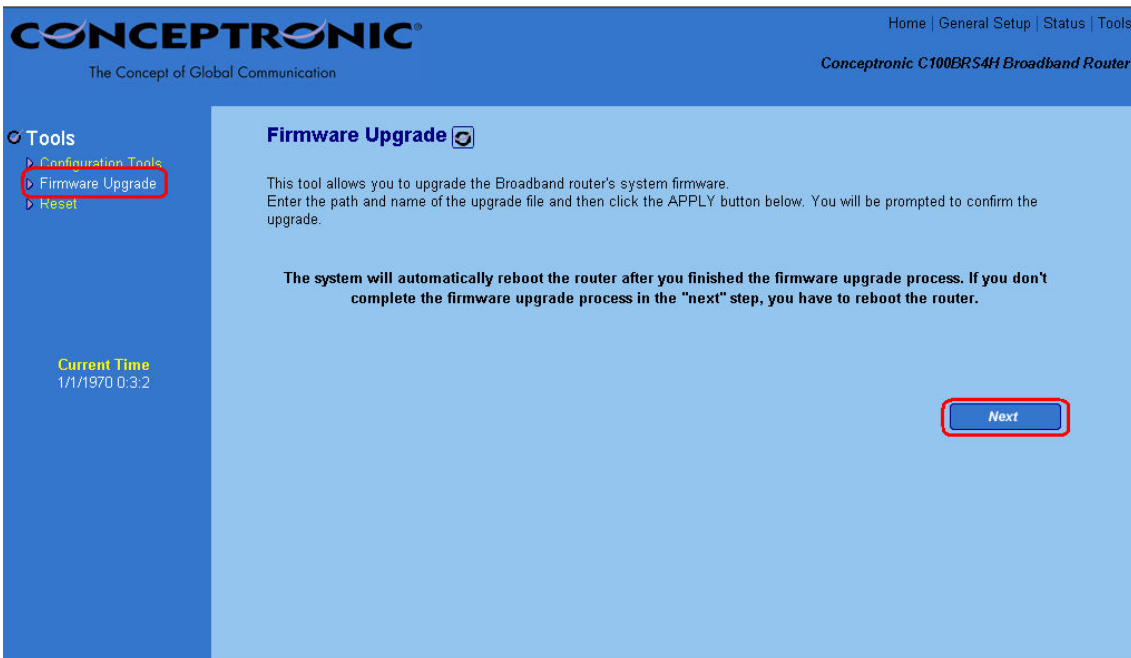 CONCEPTRONIC®
The Concept of Global Communication
Home | General Setup | Status | Tools
Conceptronic C100BRS4H Broadband Router
Tools
Configuration Tools
Firmware Upgrade
Reset
Current Time
1/1/1970 0:3:2
Firmware Upgrade
This tool allows you to upgrade the Broadband router's system firmware.
Enter the path and name of the upgrade file and then click the APPLY button below. You will be prompted to confirm the
upgrade.
The system will automatically reboot the router after you finished the firmware upgrade process. If you don't
complete the firmware upgrade process in the "next" step, you have to reboot the router.
Next